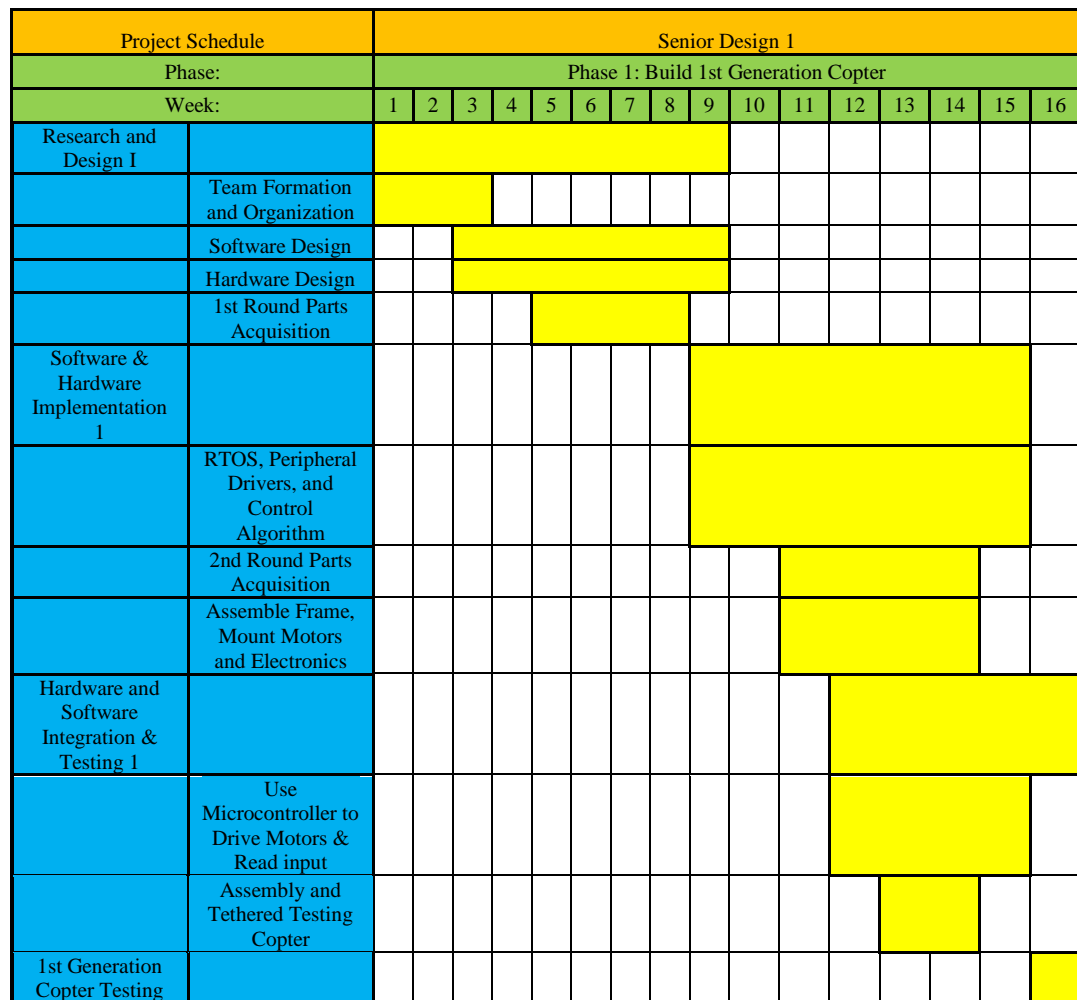 Project Schedule
Senior Design 1
Phase:
Phase 1: Build 1st Generation Copter
Week:
1 2 3 4 5 6 7 8 9 10 11 12 13 14 15 16
Research and
Design I
Team Formation
and Organization
Software Design
Hardware Design
1st Round Parts
Acquisition
Software &
Hardware
Implementation
1
RTOS, Peripheral
Drivers, and
Control
Algorithm
2nd Round Parts
Acquisition
Assemble Frame,
Mount Motors
and Electronics
Hardware and
Software
Integration &
Testing 1
Use
Microcontroller to
Drive Motors &
Read input
Assembly and
Tethered Testing
Copter
1st Generation
Copter Testing